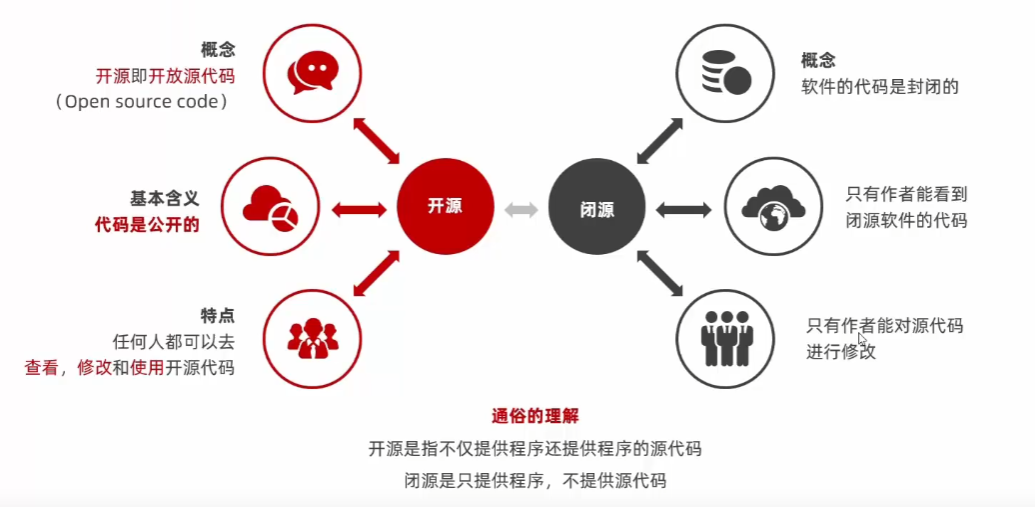 概念
开源即开放源代码
（Open source code）
基本含义
代码是公开的
特点
任何人都可以去
查看，修改和使用开源代码
开源
闭源
概念
软件的代码是封闭的
只有作者能看到
闭源软件的代码
只有作者能对源代码
进行修改
通俗的理解
开源是指不仅提供程序还提供程序的源代码
闭源是只提供程序，不提供源代码